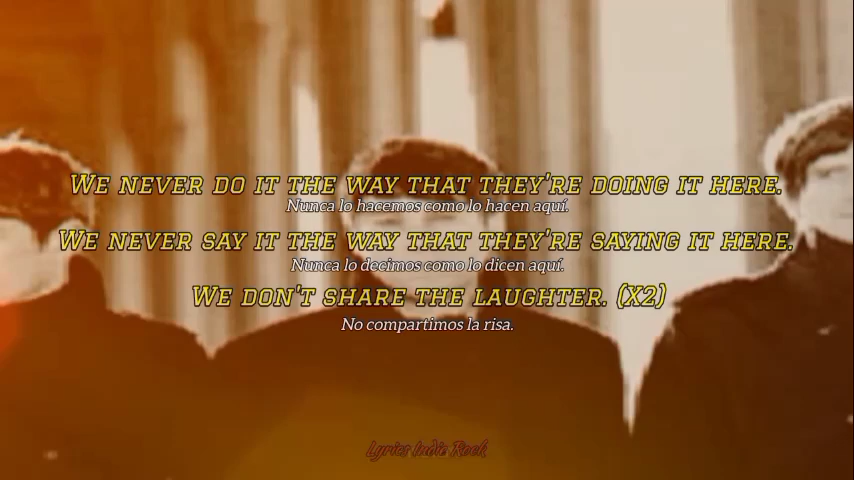 We never do it the way that they're doing it here.
Nunca lo hacemos como lo hacen aquí.
We never say it the way that they're saying it here.
Nunca lo decimos como lo dicen aquí.
We don't share the laughter. (X2)
No compartimos la risa.
Lyrics Indie Rock